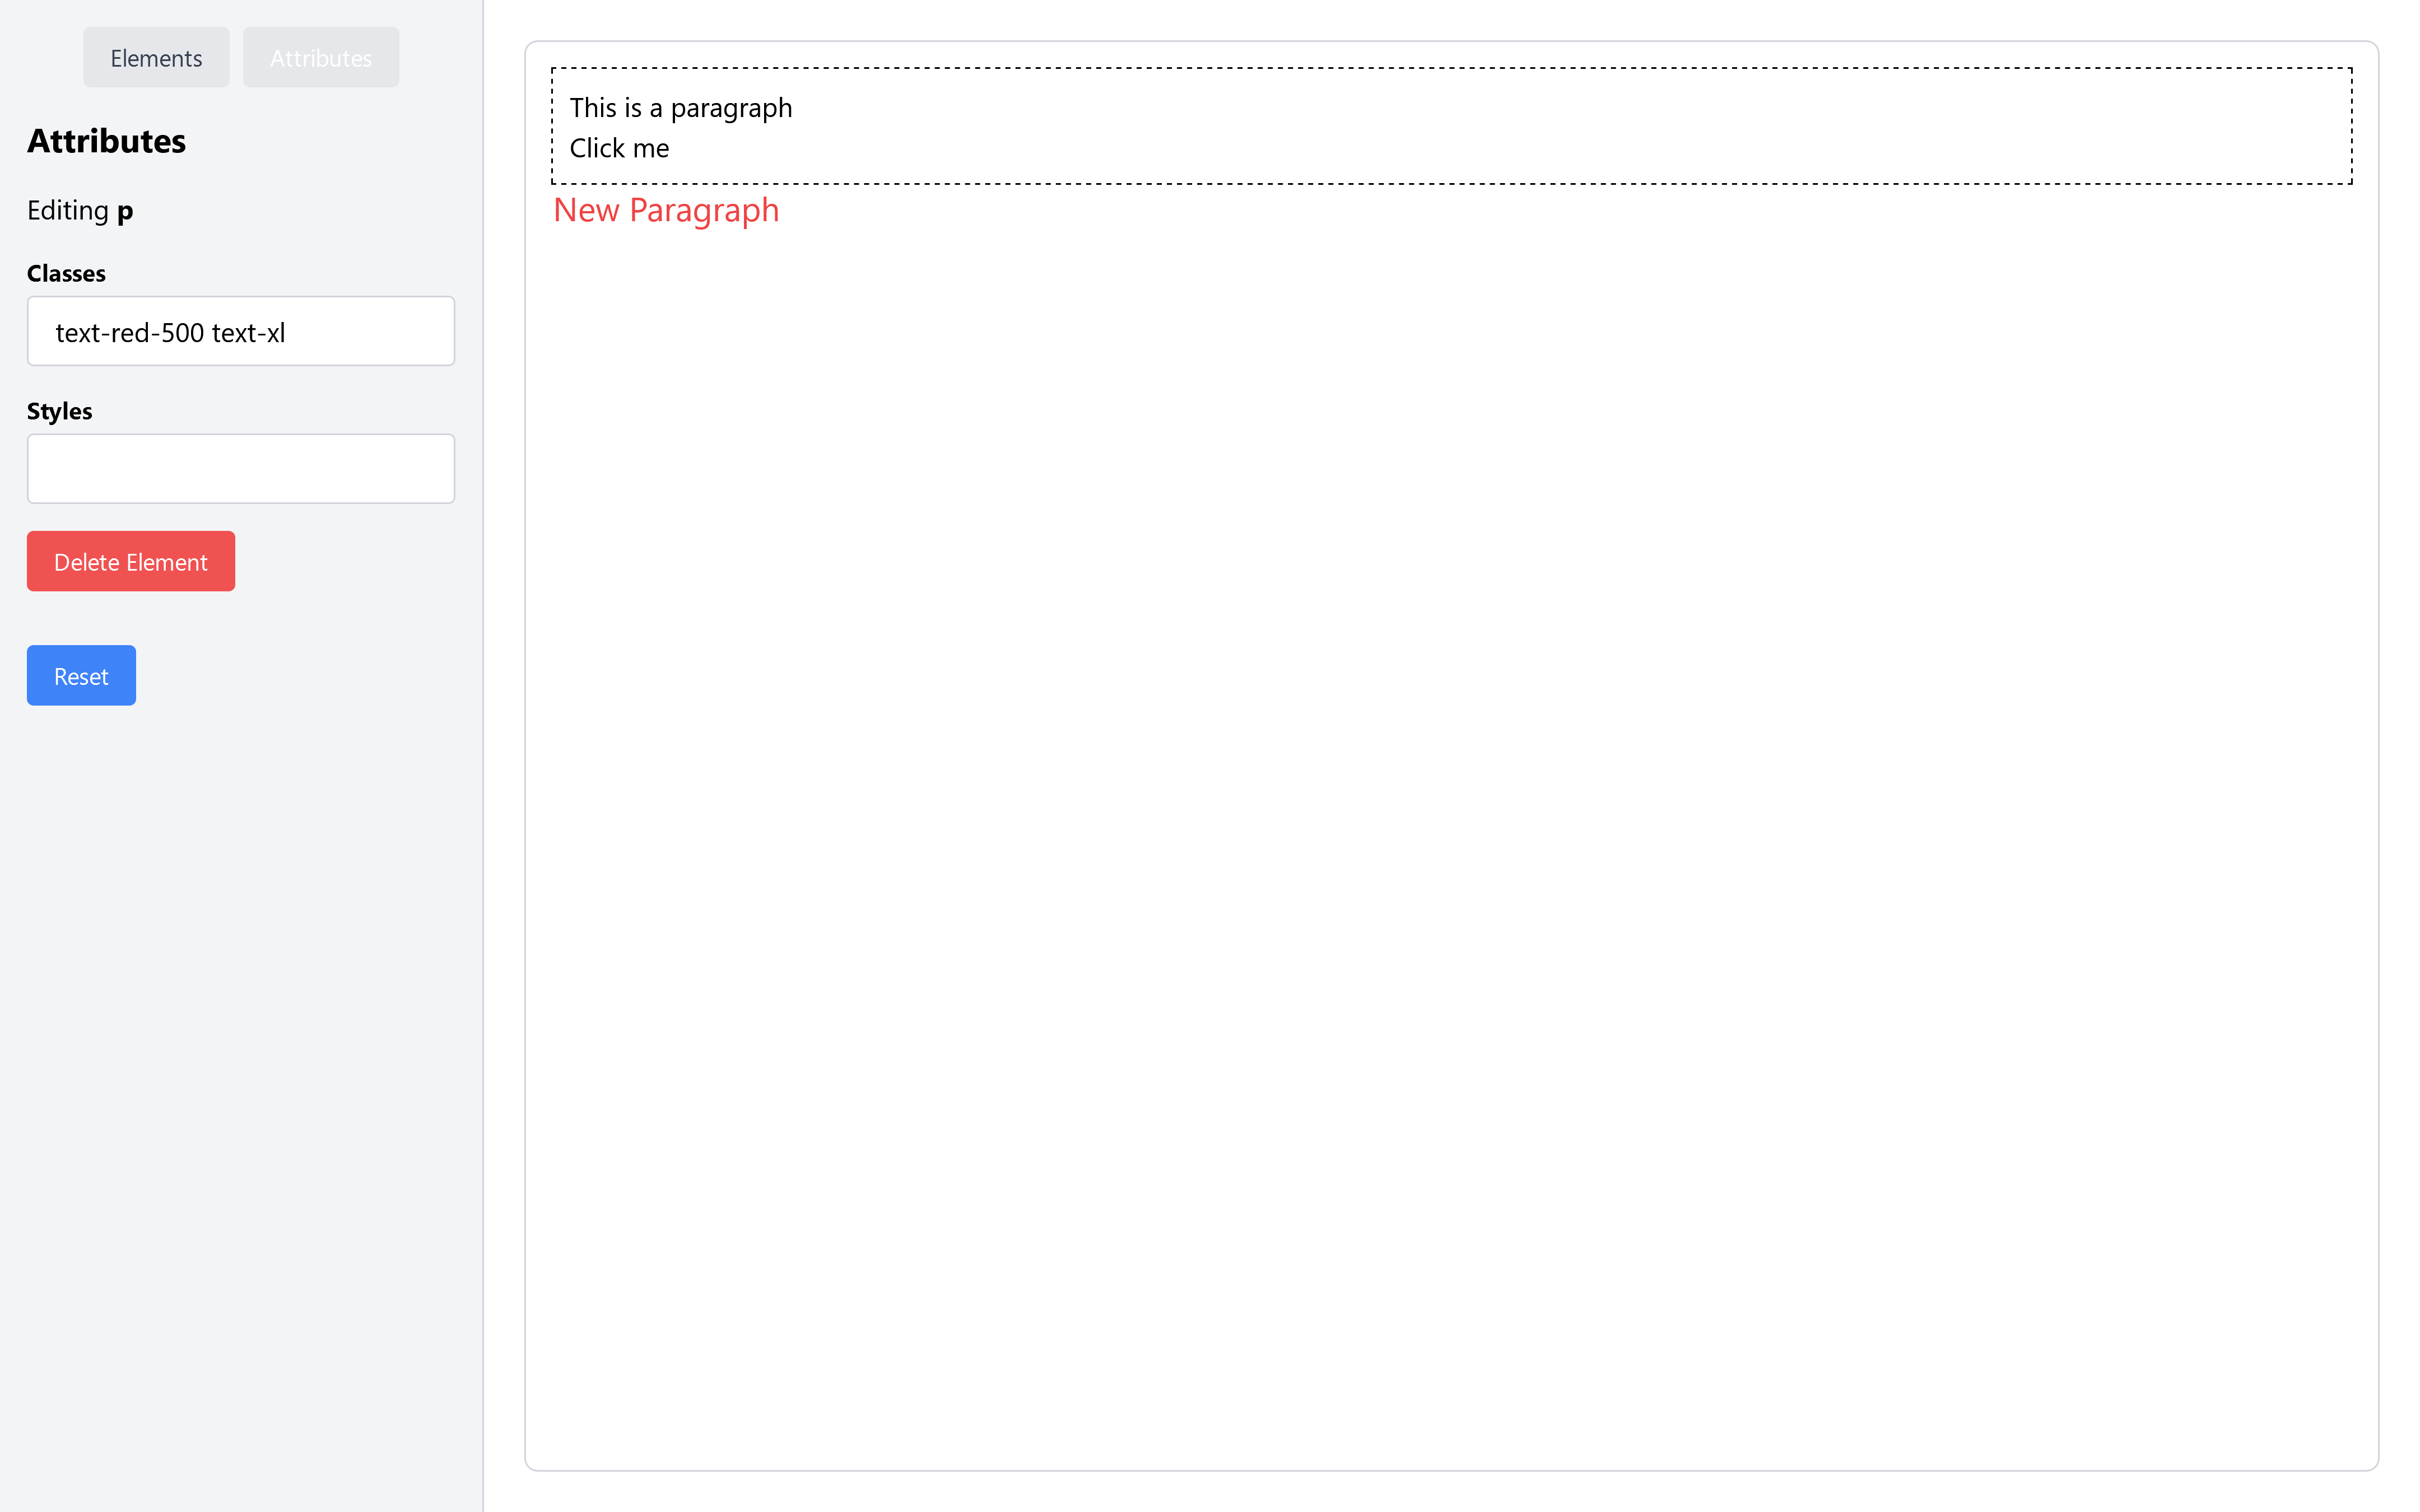 Elements Attributes
Attributes
Editing p
Classes
text-red-500 text-xl
Styles
Delete Element
Reset
This is a paragraph
Click me
New Paragraph